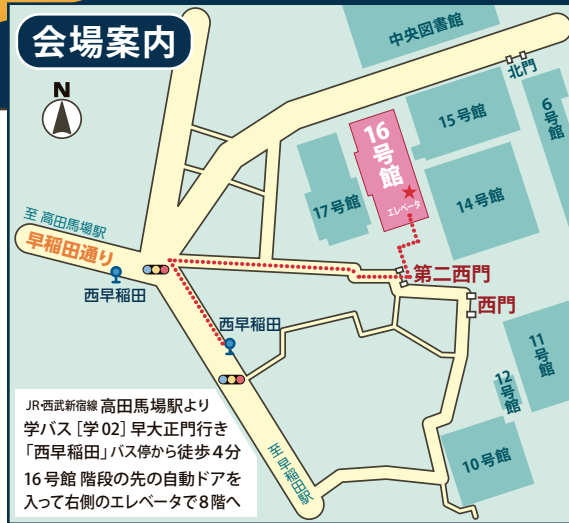 会場案内
N
中央図書館
北門
6号館
15号館
16号館
エレベータ
17号館
14号館
至 高田馬場駅
早稲田通り
西早稲田
西早稲田
第二西門
西門
11号館
12号館
10号館
至 早稲田駅
JR・西武新宿線 高田馬場駅より
学バス [学02] 早大正門行き
「西早稲田」バス停から徒歩4分
16号館 階段の先の自動ドアを
入って右側のエレベータで8階へ